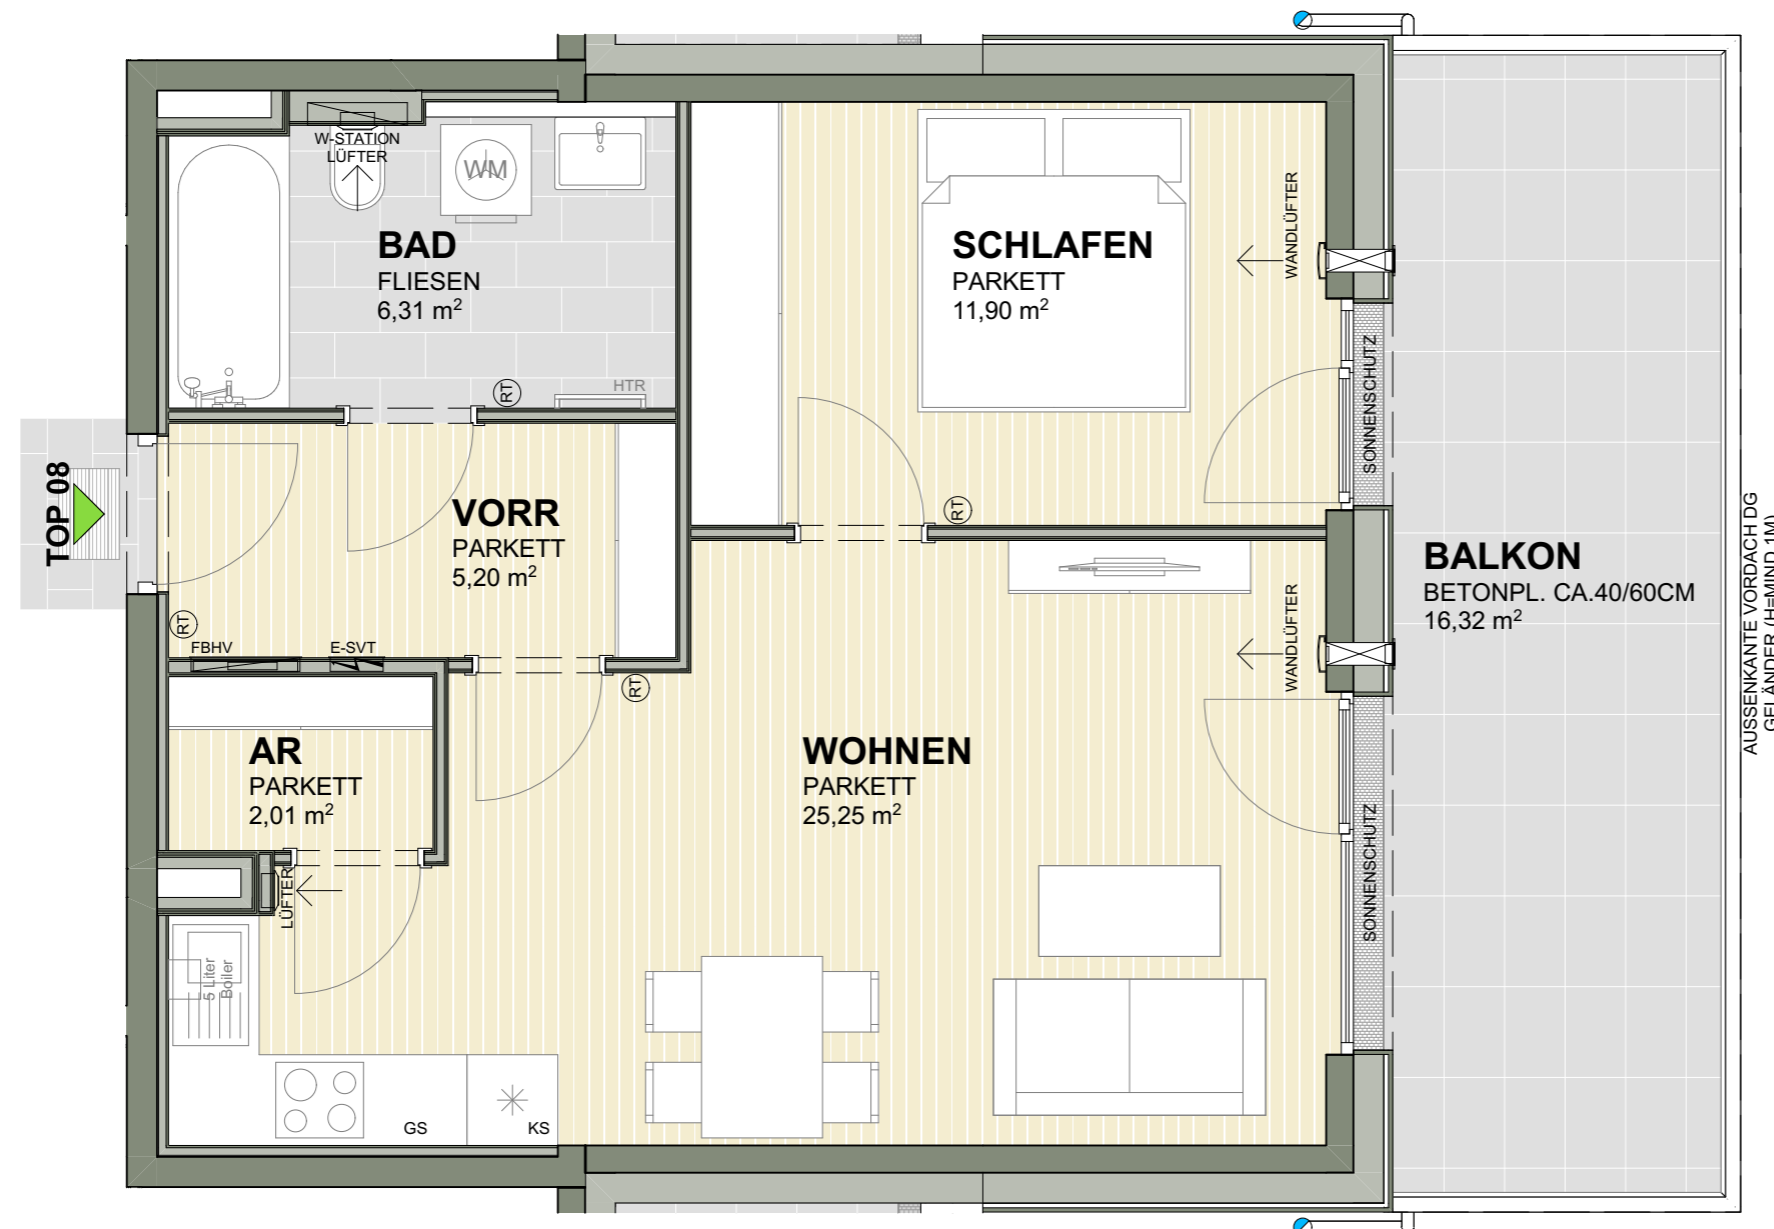 W-STATION
LÜFTER
WM
BAD
FLIESEN
6,31 m²
RT
HTR
SCHLAFEN
PARKETT
11,90 m²
WANDLÜFTER
SONNENSCHUTZ
TOP 08
VORR
PARKETT
5,20 m²
RT
FBHV
E-SVT
RT
RT
WANDLÜFTER
BALKON
BETONPL. CA.40/60CM
16,32 m²
AUSSENKANTE VORDACH DG
GELÄNDER (H=MIND.1M)
AR
PARKETT
2,01 m²
WOHNEN
PARKETT
25,25 m²
SONNENSCHUTZ
LÜFTER
5 Liter
Boiler
GS
KS